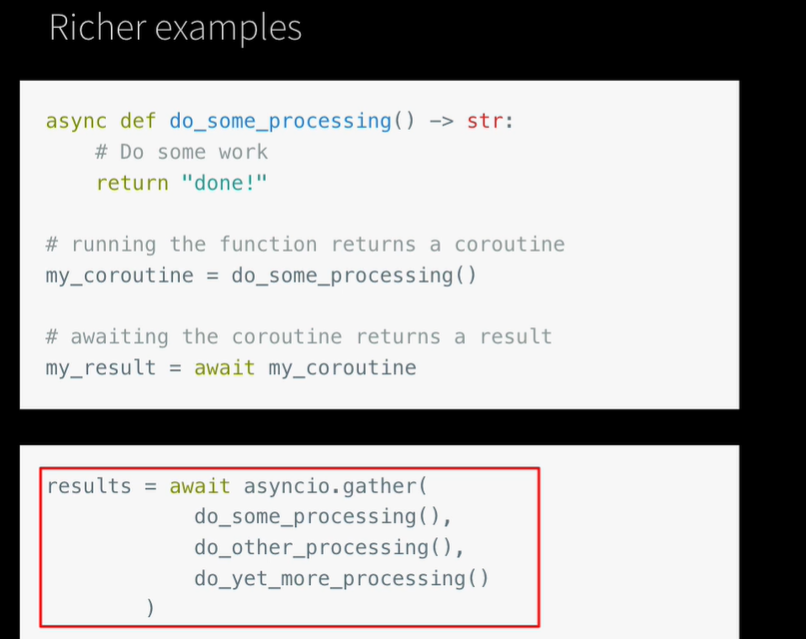 Richer examples
async def do_some_processing() -> str:
    # Do some work
    return "done!"
# running the function returns a coroutine
my_coroutine = do_some_processing()
# awaiting the coroutine returns a result
my_result = await my_coroutine
results = await asyncio.gather(
            do_some_processing(),
            do_other_processing(),
            do_yet_more_processing()
        )